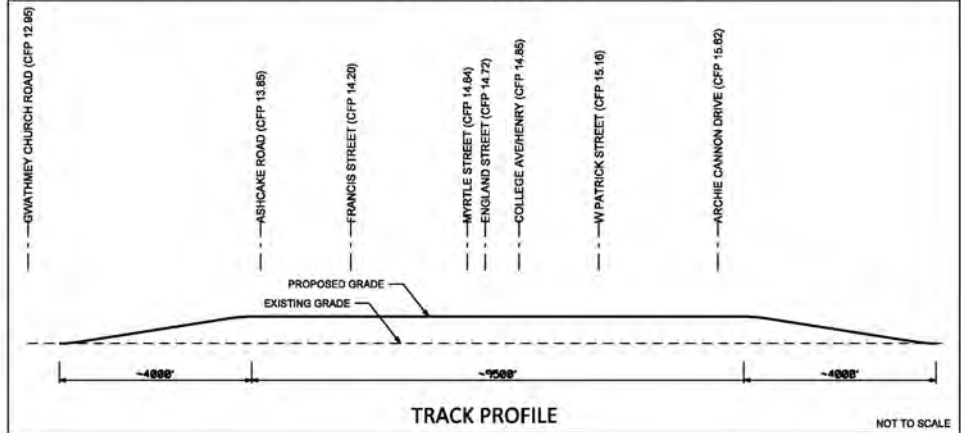 GWATHMEY CHURCH ROAD (CFP 12.95)
ASHCAKE ROAD (CFP 13.85)
FRANCIS STREET (CFP 14.20)
MYRTLE STREET (CFP 14.64)
ENGLAND STREET (CFP 14.72)
COLLEGE AVE/HENRY (CFP 14.85)
W PATRICK STREET (CFP 15.16)
ARCHIE CANNON DRIVE (CFP 15.62)
PROPOSED GRADE
EXISTING GRADE
~4000'
~9500'
~4000'
TRACK PROFILE
NOT TO SCALE